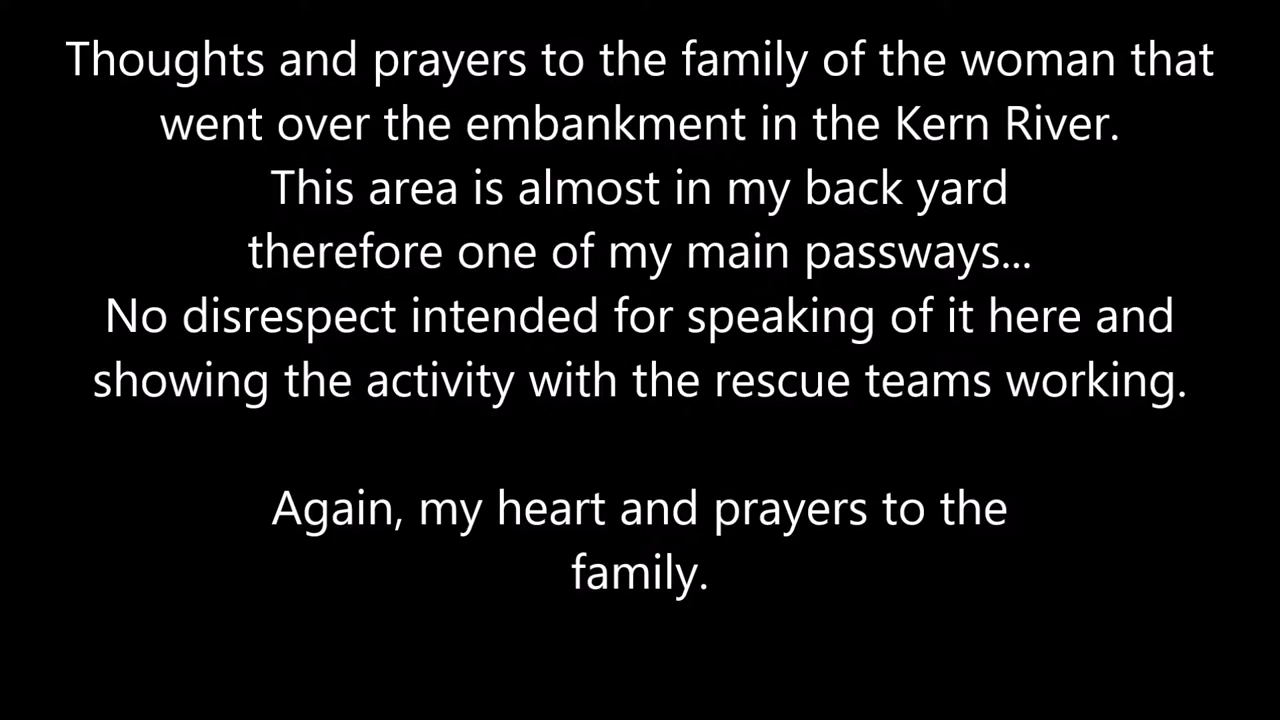 Thoughts and prayers to the family of the woman that
went over the embankment in the Kern River.
This area is almost in my back yard
therefore one of my main passways...
No disrespect intended for speaking of it here and
showing the activity with the rescue teams working.
Again, my heart and prayers to the
family.